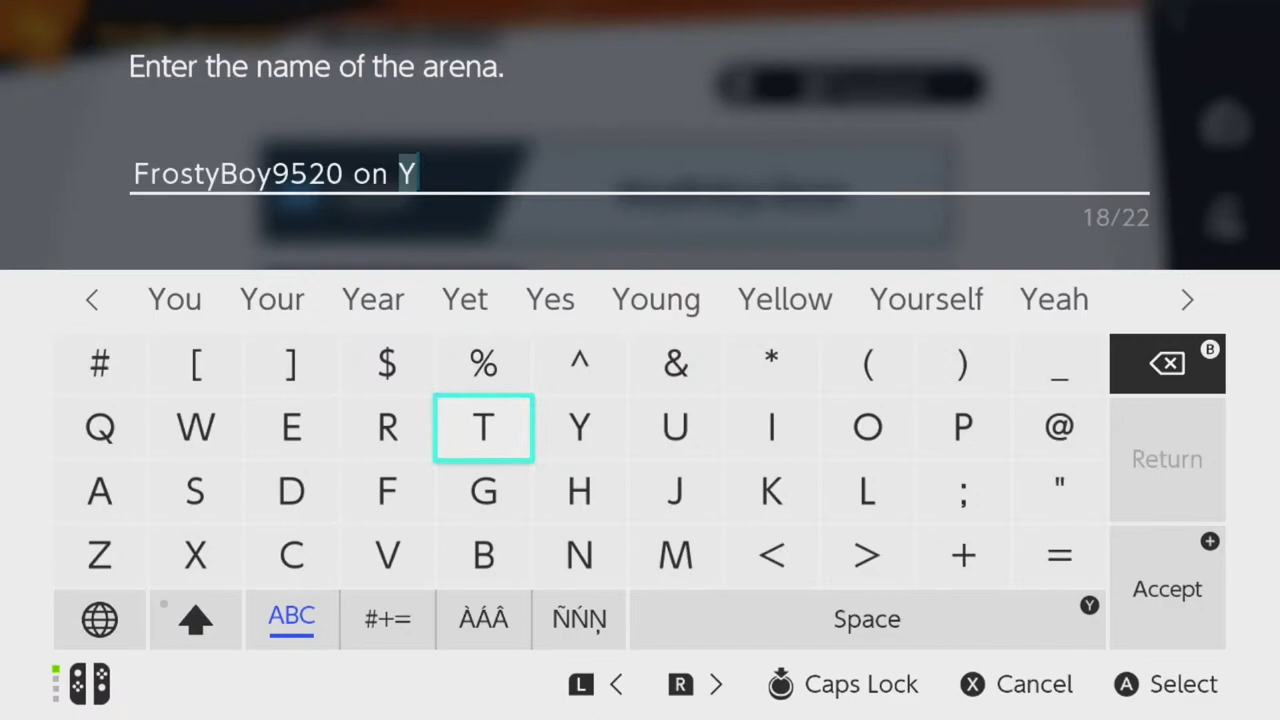 Enter the name of the arena.
FrostyBoy9520 on Y
18/22
< You Your Year Yet Yes Young Yellow Yourself Yeah >
# [ ] $ % ^ & * ( ) _ B
Q W E R T Y U I O P @
Return
A S D F G H J K L ; "
Z X C V B N M < > + = +
Accept
ABC #+= ÀÁÂ ÑŃŅ Space Y
L < R > Caps Lock X Cancel A Select